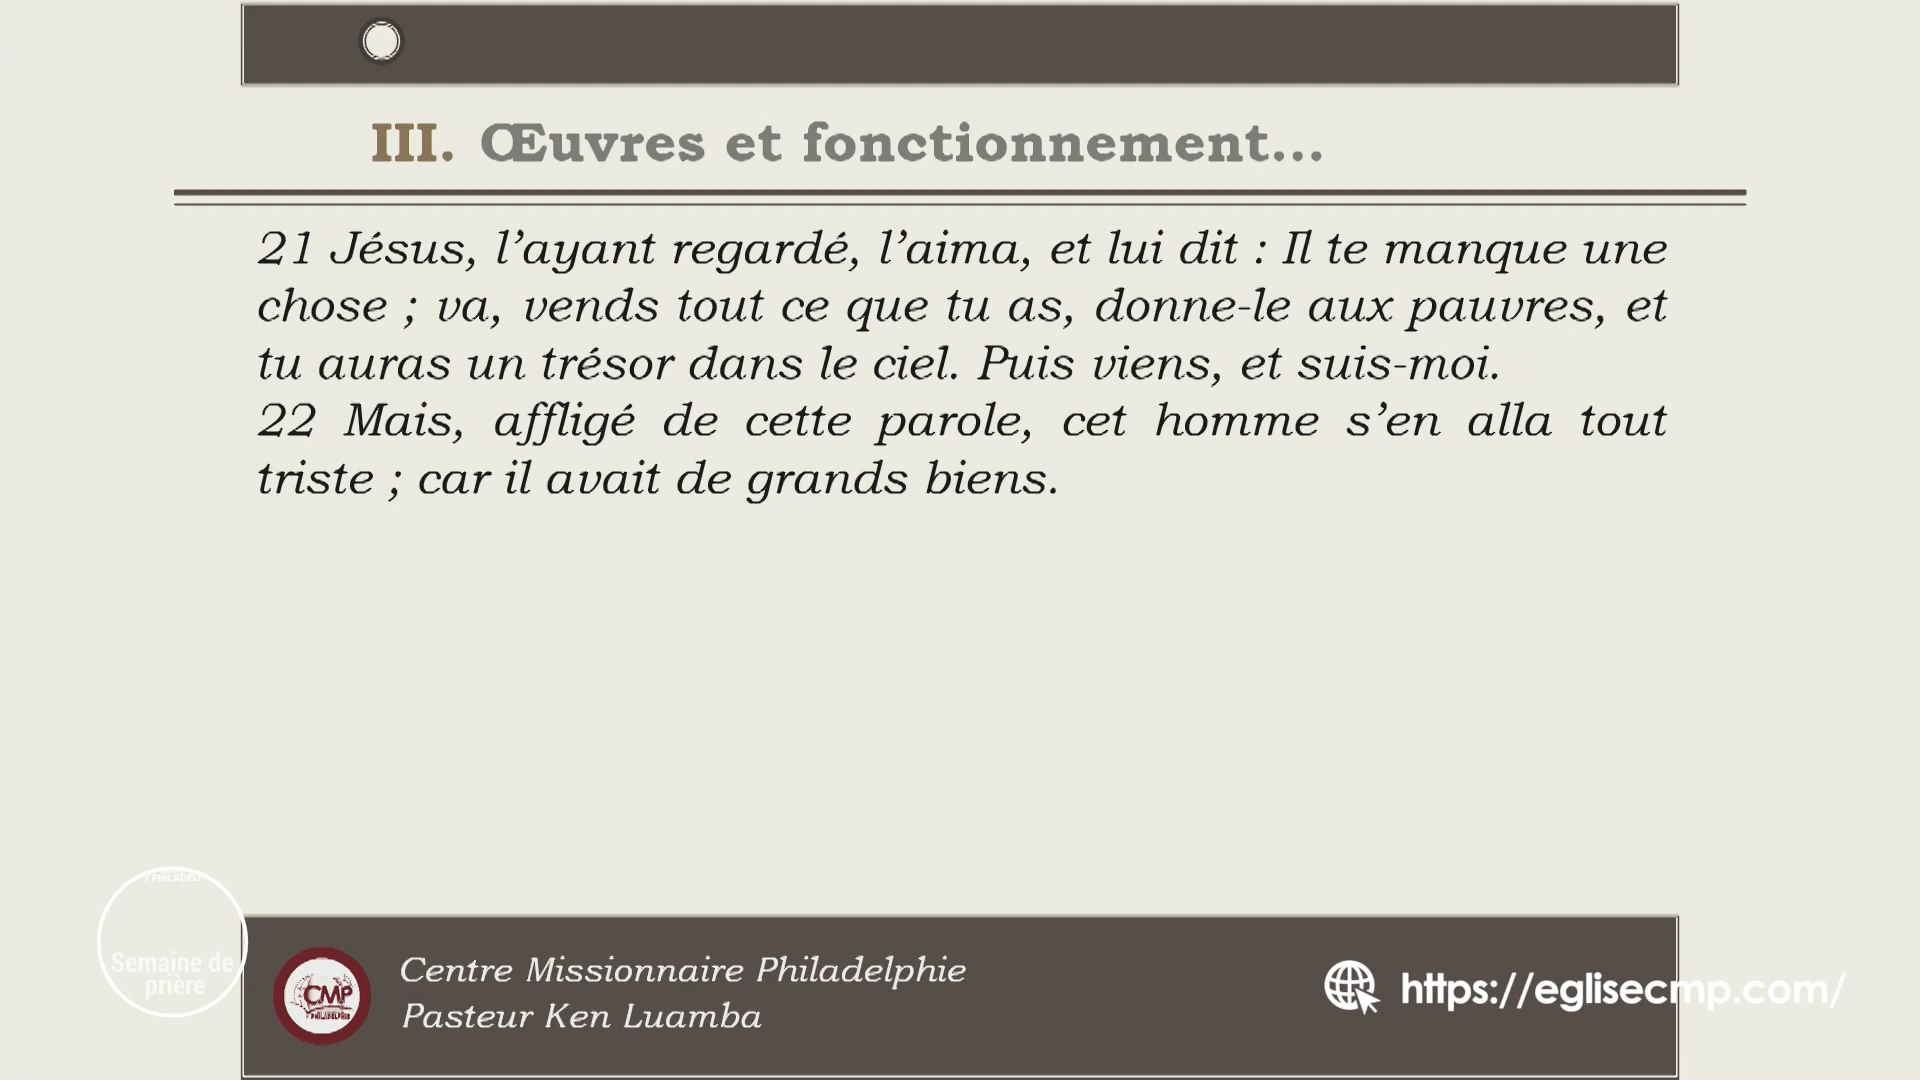 III. Œuvres et fonctionnement...
21 Jésus, l’ayant regardé, l’aima, et lui dit : Il te manque une
chose ; va, vends tout ce que tu as, donne-le aux pauvres, et
tu auras un trésor dans le ciel. Puis viens, et suis-moi.
22 Mais, affligé de cette parole, cet homme s’en alla tout
triste ; car il avait de grands biens.
Semaine de
prière
CMP
PHILADELPHIE
Centre Missionnaire Philadelphie
Pasteur Ken Luamba
https://eglisecmp.com/